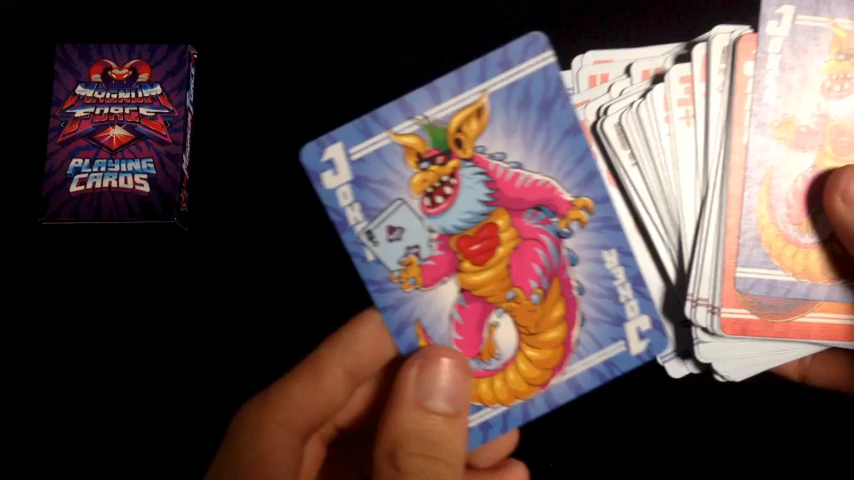 MAGNUM
FORCE
PLAYING
CARDS
JOKER
JOKER